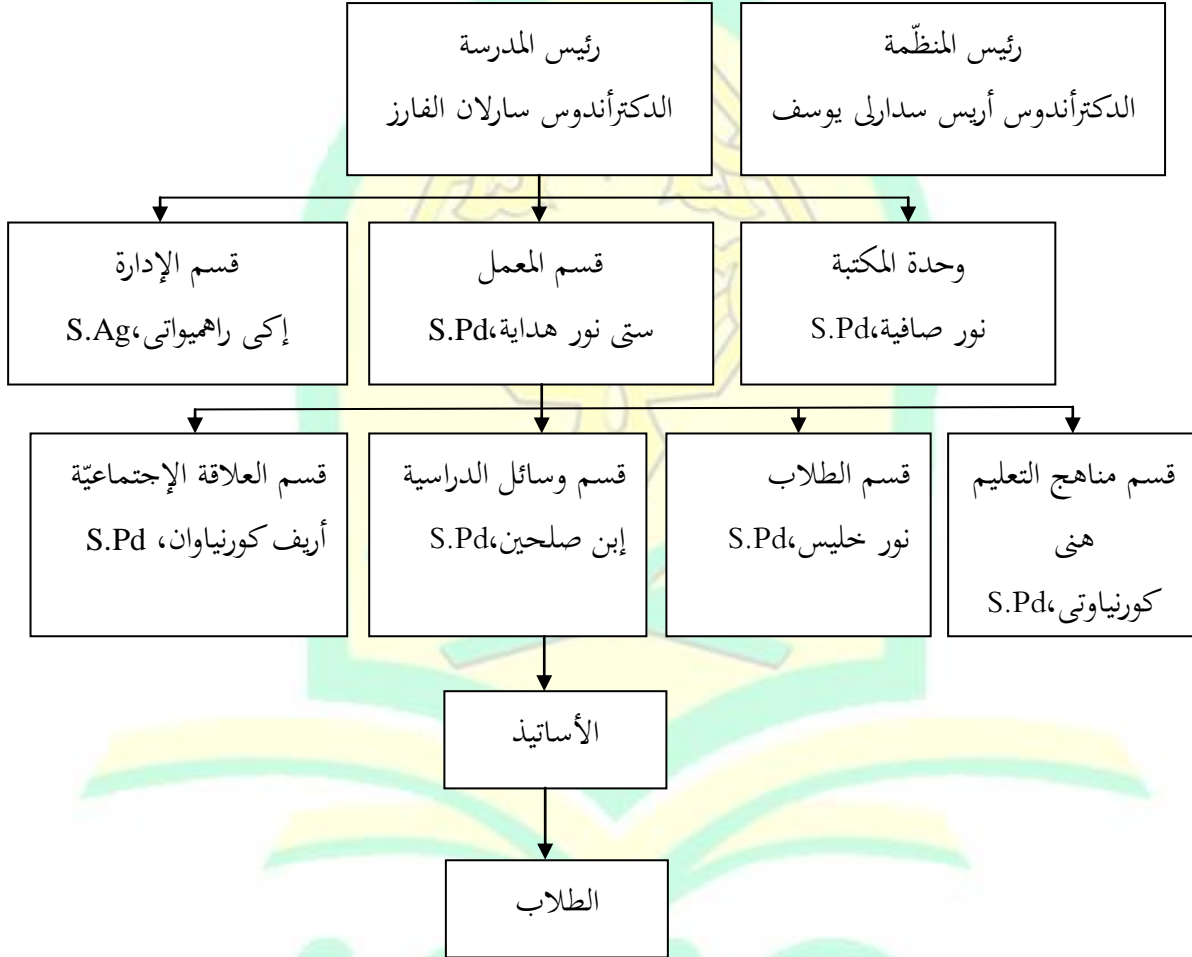 رئيس المنظّمة
الدكترأندوس أريس سدارلى يوسف
رئيس المدرسة
الدكترأندوس سارلان الفارز
وحدة المكتبة
نور صافية،S.Pd
قسم المعمل
ستى نور هداية،S.Pd
قسم الإدارة
إكى راهميواتى،S.Ag
قسم مناهج التعليم
هنى
كورنياوتى،S.Pd
قسم الطلاب
نور خليس،S.Pd
قسم وسائل الدراسية
إبن صلحين،S.Pd
قسم العلاقة الإجتماعيّة
أريف كورنياوان، S.Pd
الأساتيذ
الطلاب